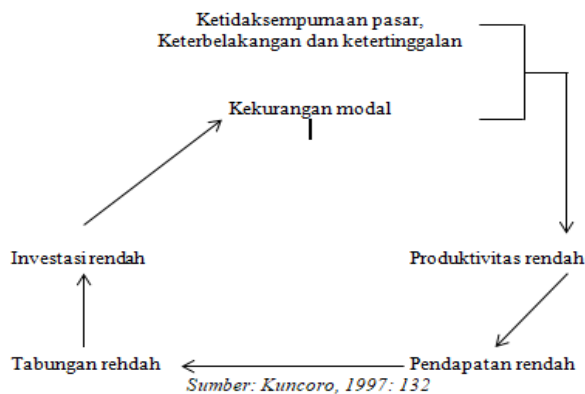 Ketidaksempurnaan pasar,
Keterbelakangan dan ketertinggalan
Kekurangan modal
Investasi rendah
Produktivitas rendah
Tabungan rehdah
Pendapatan rendah
Sumber: Kuncoro, 1997: 132